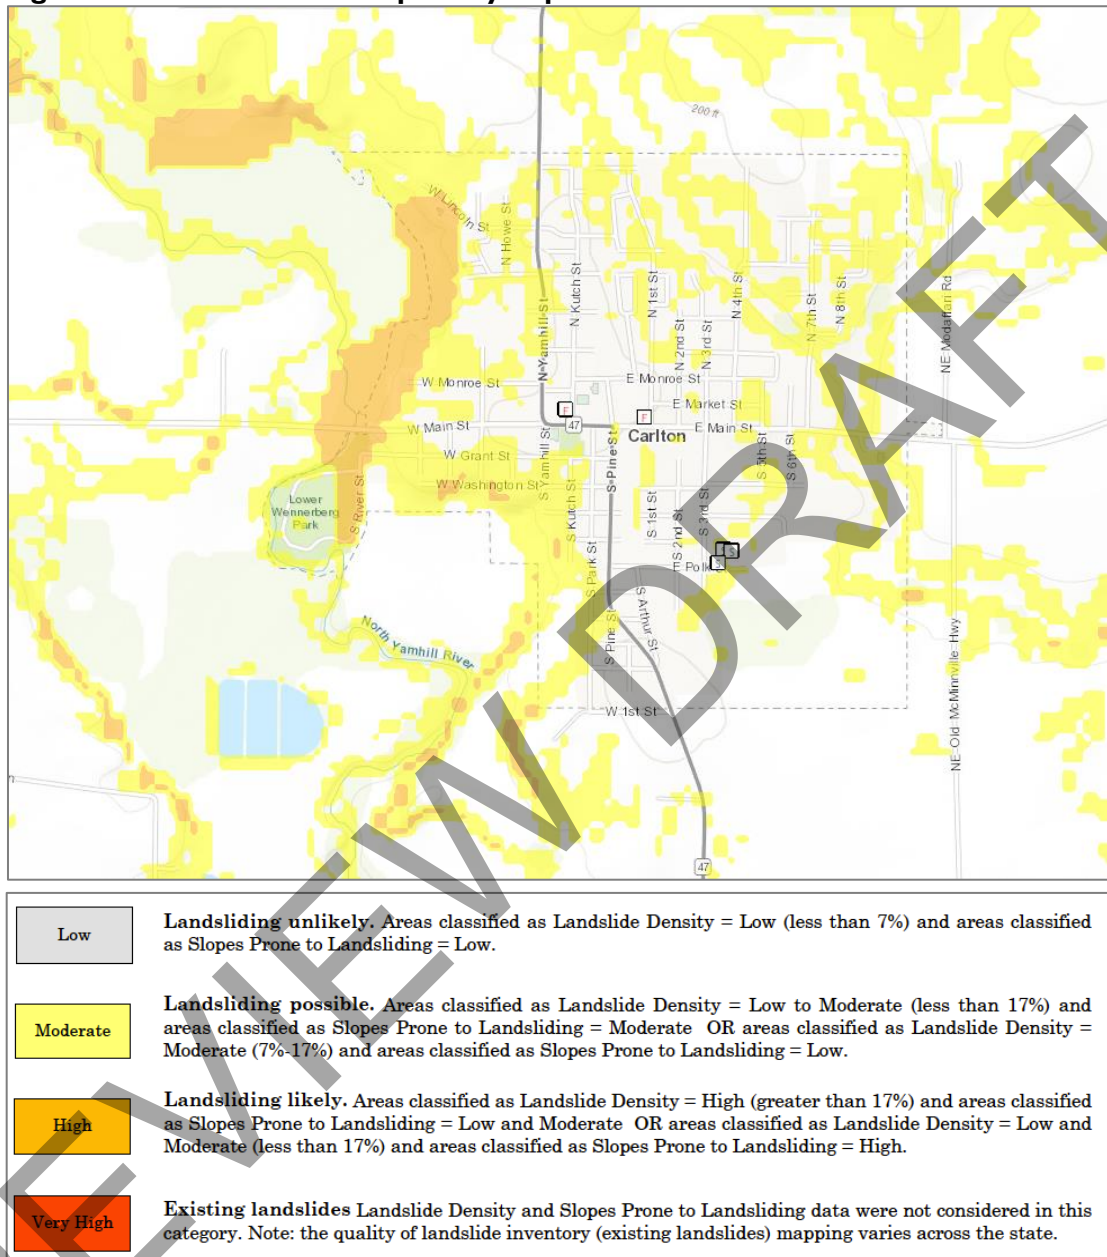 200 ft
W Lincoln St
N Howe St
N Kutch St
N Yamhill St
N 1st St
N 2nd St
N 3rd St
N 4th St
N 7th St
N 8th St
NE Modaffari Rd
W Monroe St
E Monroe St
E Market St
F
F
47
W Main St
E Main St
Carlton
W Grant St
W Washington St
S Yamhill St
S Kutch St
S Pine St
S 1st St
S 2nd St
S 3rd St
S 5th St
S 6th St
Lower
Wennerberg
Park
S River St
S
S
E Polk
S Park St
S Arthur St
S Pine St
North Yamhill River
W 1st St
NE Old McMinnville Hwy
47
Low
Landsliding unlikely. Areas classified as Landslide Density = Low (less than 7%) and areas classified
as Slopes Prone to Landsliding = Low.
Moderate
Landsliding possible. Areas classified as Landslide Density = Low to Moderate (less than 17%) and
areas classified as Slopes Prone to Landsliding = Moderate OR areas classified as Landslide Density =
Moderate (7%-17%) and areas classified as Slopes Prone to Landsliding = Low.
High
Landsliding likely. Areas classified as Landslide Density = High (greater than 17%) and areas classified
as Slopes Prone to Landsliding = Low and Moderate OR areas classified as Landslide Density = Low and
Moderate (less than 17%) and areas classified as Slopes Prone to Landsliding = High.
Very High
Existing landslides Landslide Density and Slopes Prone to Landsliding data were not considered in this
category. Note: the quality of landslide inventory (existing landslides) mapping varies across the state.
EVIEW DRAFT